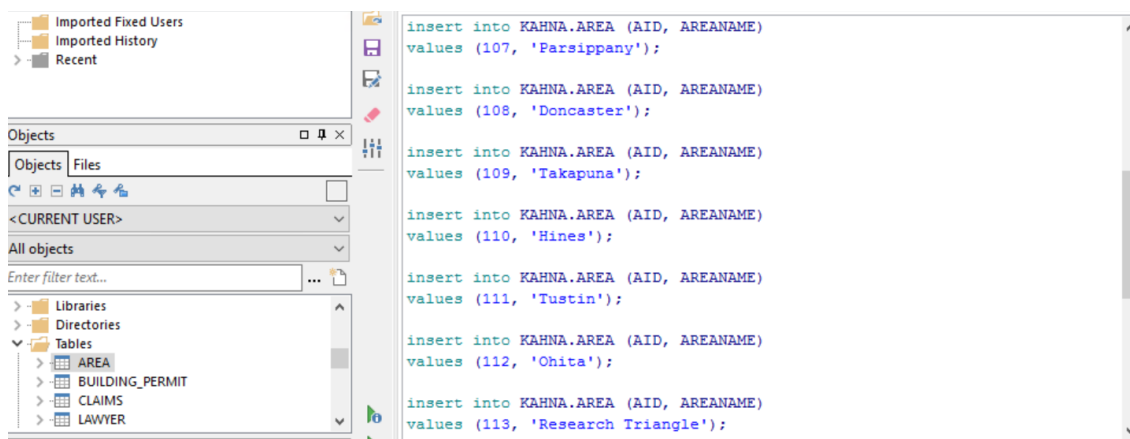 Imported Fixed Users
Imported History
Recent
Objects
Objects Files
<CURRENT USER>
All objects
Enter filter text...
...
Libraries
Directories
Tables
AREA
BUILDING_PERMIT
CLAIMS
LAWYER
insert into KAHNA.AREA (AID, AREANAME)
values (107, 'Parsippany');
insert into KAHNA.AREA (AID, AREANAME)
values (108, 'Doncaster');
insert into KAHNA.AREA (AID, AREANAME)
values (109, 'Takapuna');
insert into KAHNA.AREA (AID, AREANAME)
values (110, 'Hines');
insert into KAHNA.AREA (AID, AREANAME)
values (111, 'Tustin');
insert into KAHNA.AREA (AID, AREANAME)
values (112, 'Ohita');
insert into KAHNA.AREA (AID, AREANAME)
values (113, 'Research Triangle');